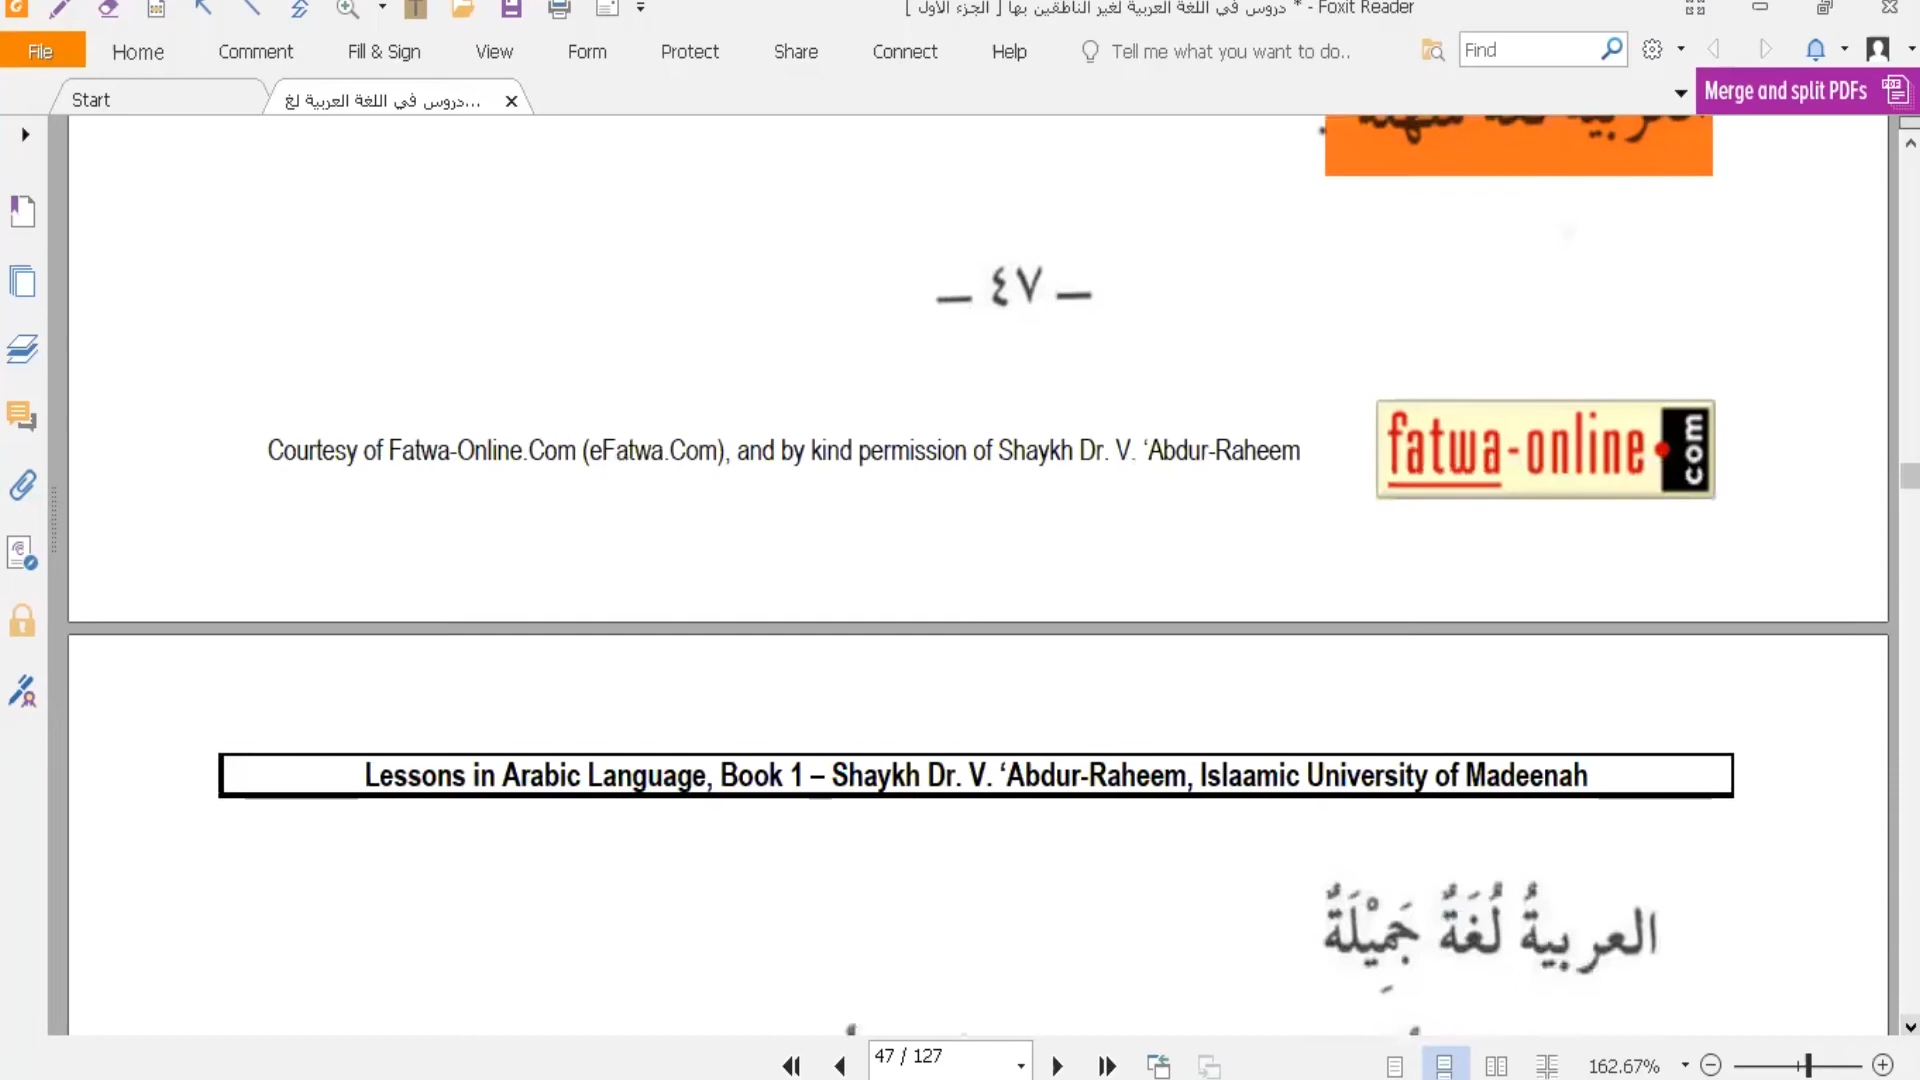 [ دروس في اللغة العربية لغير الناطقين بها [ الجزء الأول * - Foxit Reader
File Home Comment Fill & Sign View Form Protect Share Connect Help Tell me what you want to do.. Find
Start دروس في اللغة العربية لغ... Merge and split PDFs
— ٤٧ —
Courtesy of Fatwa-Online.Com (eFatwa.Com), and by kind permission of Shaykh Dr. V. ‘Abdur-Raheem
fatwa-online.com
Lessons in Arabic Language, Book 1 – Shaykh Dr. V. ‘Abdur-Raheem, Islaamic University of Madeenah
العربيةُ لُغَةٌ جَمِيْلَةٌ
47 / 127 162.67%